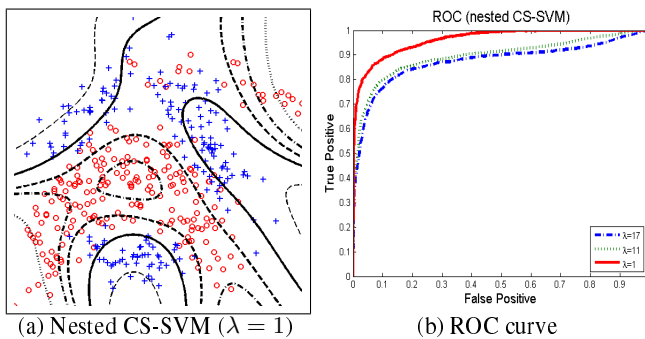 ROC (nested CS-SVM)
1
0.9
0.8
0.7
0.6
0.5
0.4
0.3
0.2
0.1
0
True Positive
0 0.1 0.2 0.3 0.4 0.5 0.6 0.7 0.8 0.9
False Positive
λ=17
λ=11
λ=1
(a) Nested CS-SVM (λ = 1)
(b) ROC curve